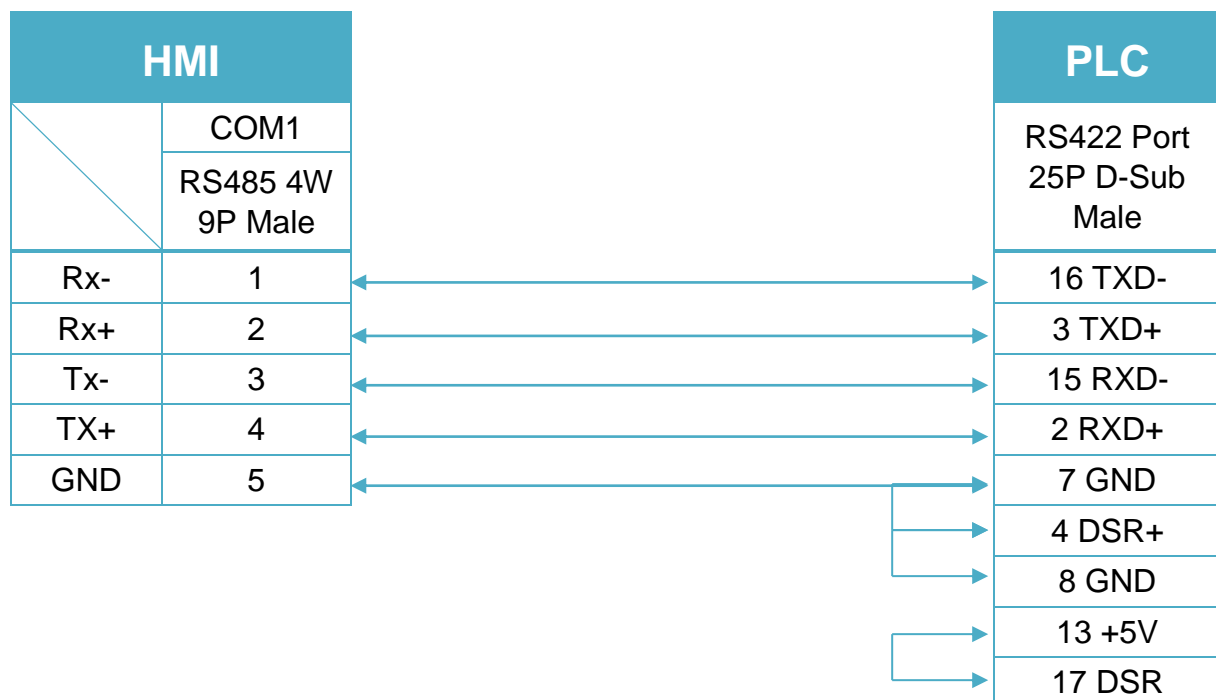 HMI
COM1
RS485 4W
9P Male
Rx- 1
Rx+ 2
Tx- 3
TX+ 4
GND 5
PLC
RS422 Port
25P D-Sub
Male
16 TXD-
3 TXD+
15 RXD-
2 RXD+
7 GND
4 DSR+
8 GND
13 +5V
17 DSR